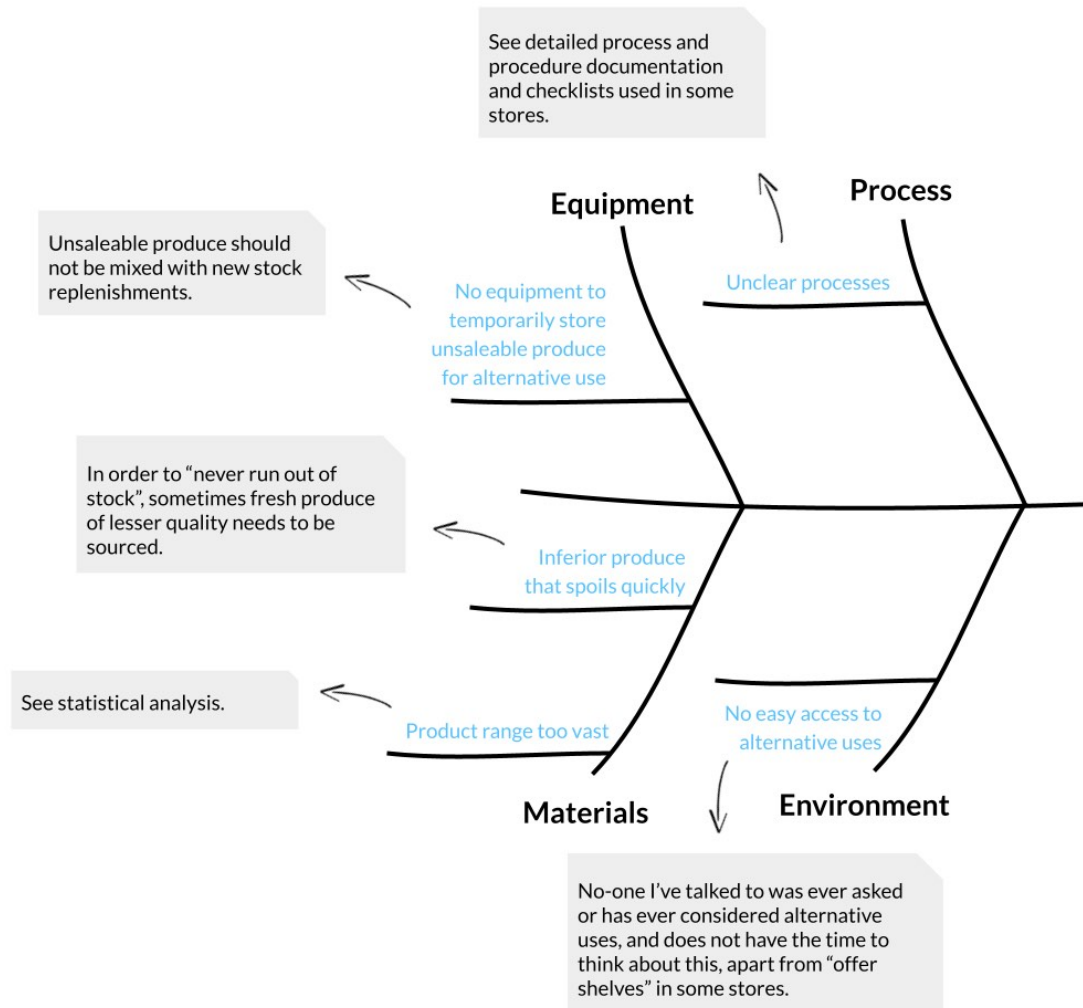 See detailed process and
procedure documentation
and checklists used in some
stores.
Equipment
Process
Unsaleable produce should
not be mixed with new stock
replenishments.
No equipment to
temporarily store
unsaleable produce
for alternative use
Unclear processes
In order to “never run out of
stock”, sometimes fresh produce
of lesser quality needs to be
sourced.
Inferior produce
that spoils quickly
See statistical analysis.
Product range too vast
No easy access to
alternative uses
Materials
Environment
No-one I’ve talked to was ever asked
or has ever considered alternative
uses, and does not have the time to
think about this, apart from “offer
shelves” in some stores.